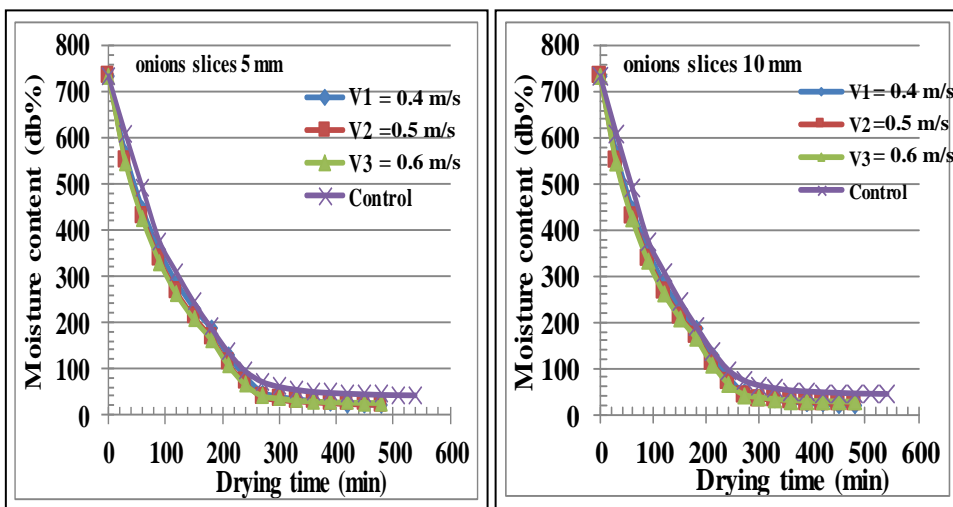 onions slices 5 mm
V1 = 0.4 m/s
V2 =0.5 m/s
V3 = 0.6 m/s
Control
Moisture content (db%)
800
700
600
500
400
300
200
100
0
0 100 200 300 400 500 600
Drying time (min)
onions slices 10 mm
V1 = 0.4 m/s
V2 =0.5 m/s
V3 = 0.6 m/s
Control
Moisture content (db%)
800
700
600
500
400
300
200
100
0
0 100 200 300 400 500 600
Drying time (min)